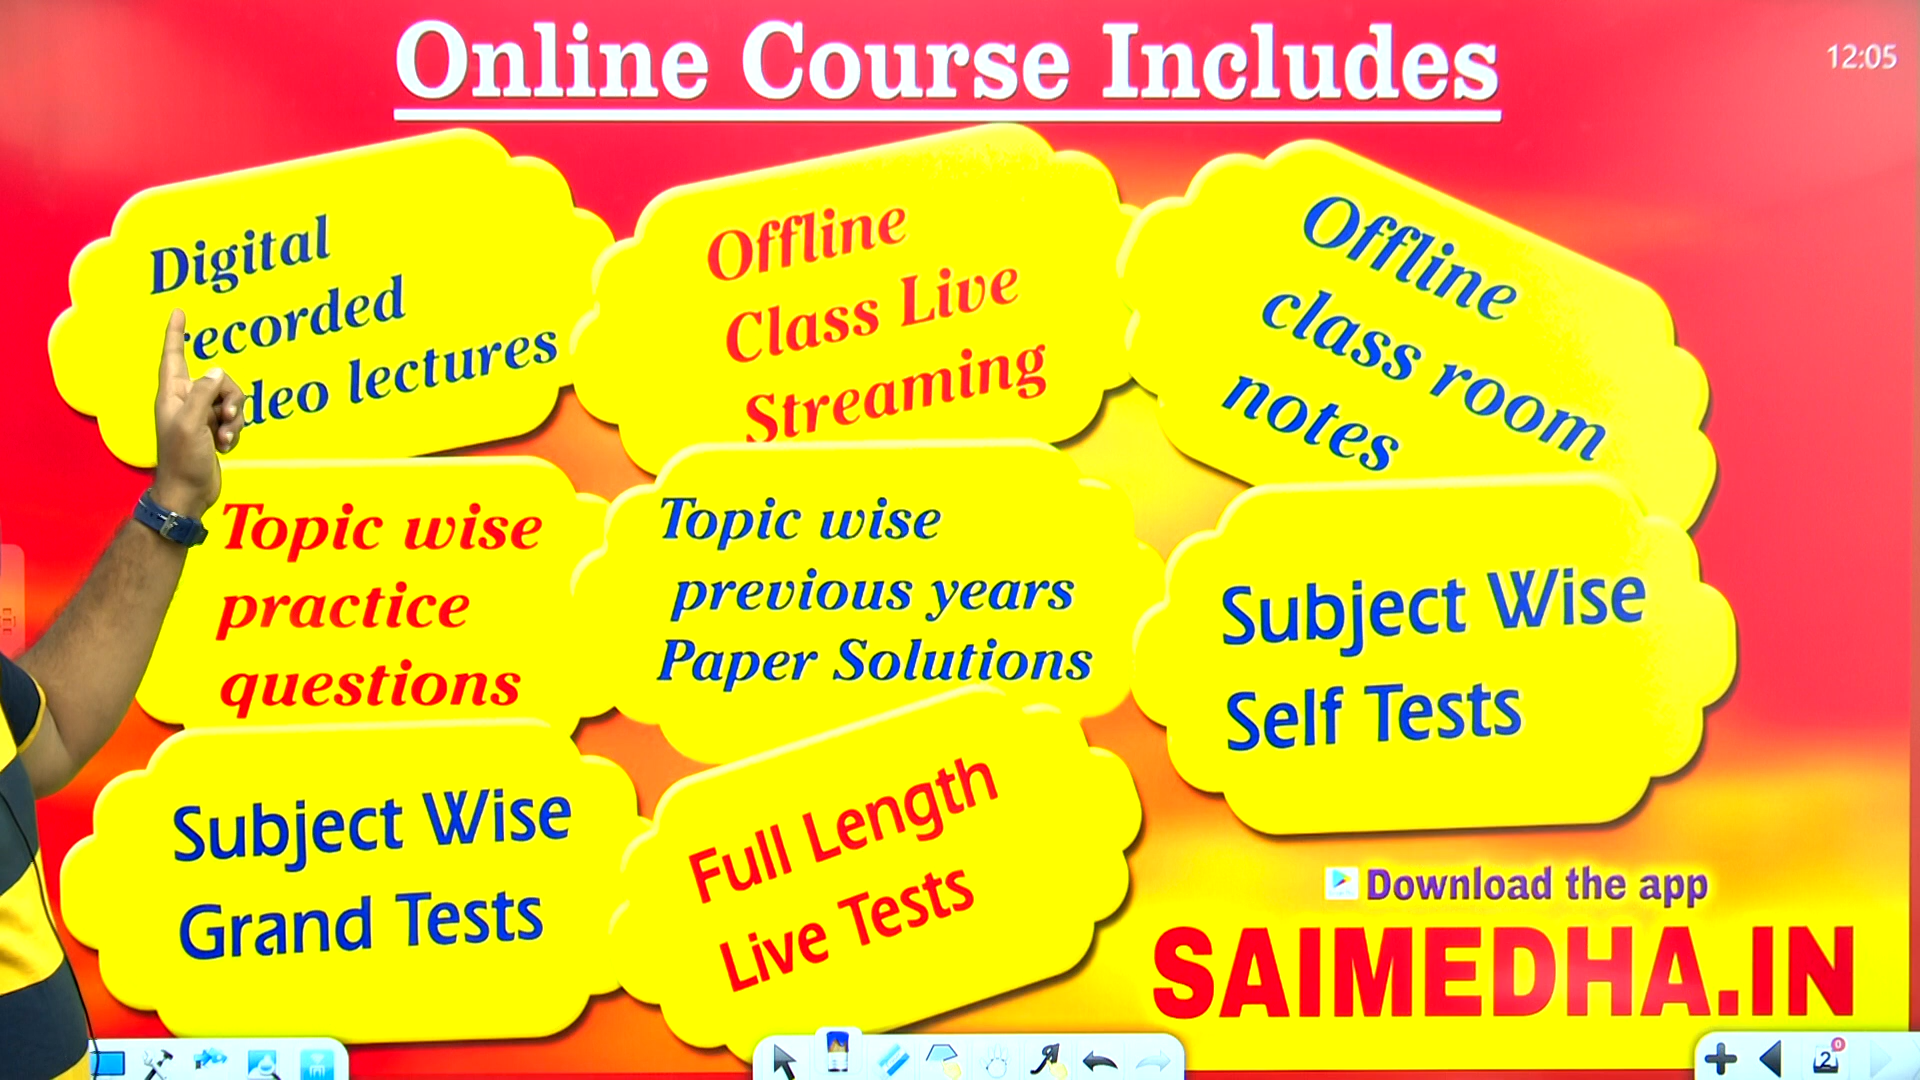 Online Course Includes
12:05
Digital
recorded
deo lectures
Offline
Class Live
Streaming
Offline
class room
notes
Topic wise
practice
questions
Topic wise
previous years
Paper Solutions
Subject Wise
Self Tests
Subject Wise
Grand Tests
Full Length
Live Tests
Download the app
SAIMEDHA.IN
2
0